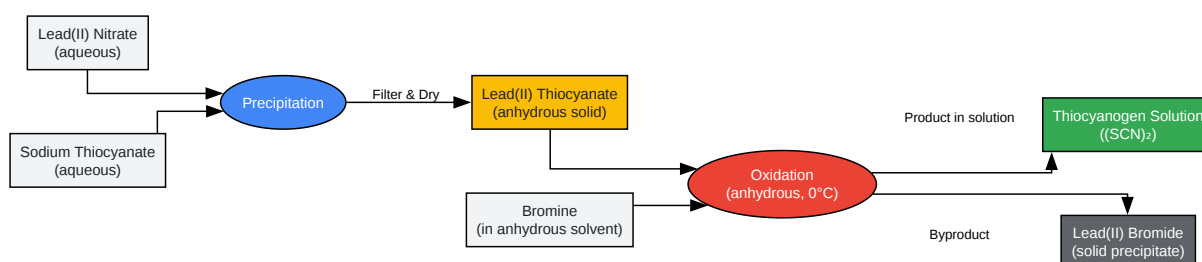 Lead(II) Nitrate
(aqueous)
Sodium Thiocyanate
(aqueous)
Precipitation
Filter & Dry
Lead(II) Thiocyanate
(anhydrous solid)
Bromine
(in anhydrous solvent)
Oxidation
(anhydrous, 0°C)
Product in solution
Thiocyanogen Solution
((SCN)₂)
Byproduct
Lead(II) Bromide
(solid precipitate)